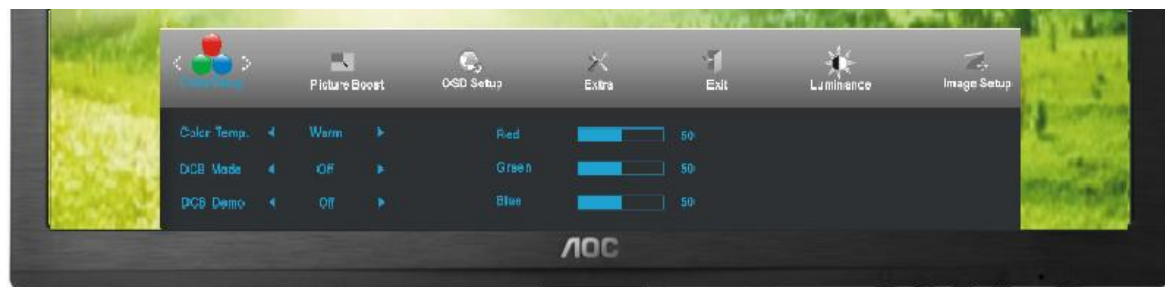 Picture Boost
OSD Setup
Extra
Exit
Luminance
Image Setup
Color Temp. Warm Red 50
DCB Mode Off Green 50
DCB Demo Off Blue 50
AOC